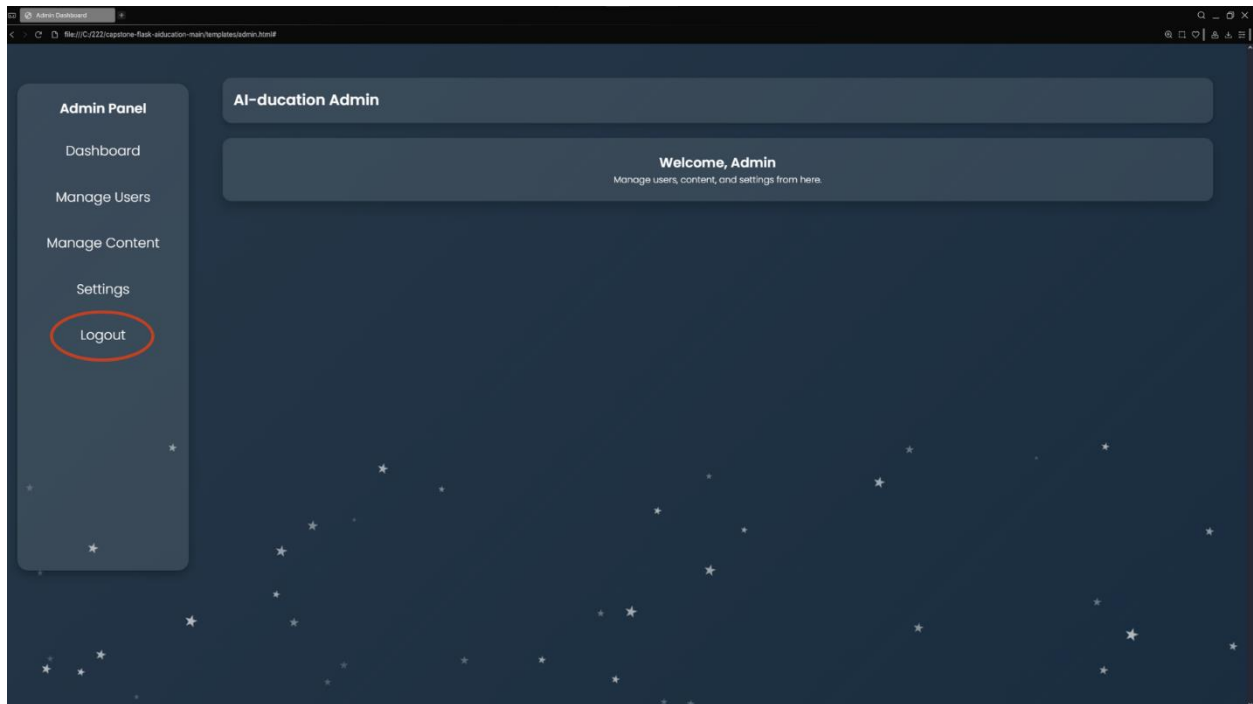 Admin Dashboard
file:///C:/222/capstone-flask-aiducation-main/templates/admin.html#
Admin Panel
Dashboard
Manage Users
Manage Content
Settings
Logout
AI-ducation Admin
Welcome, Admin
Manage users, content, and settings from here.